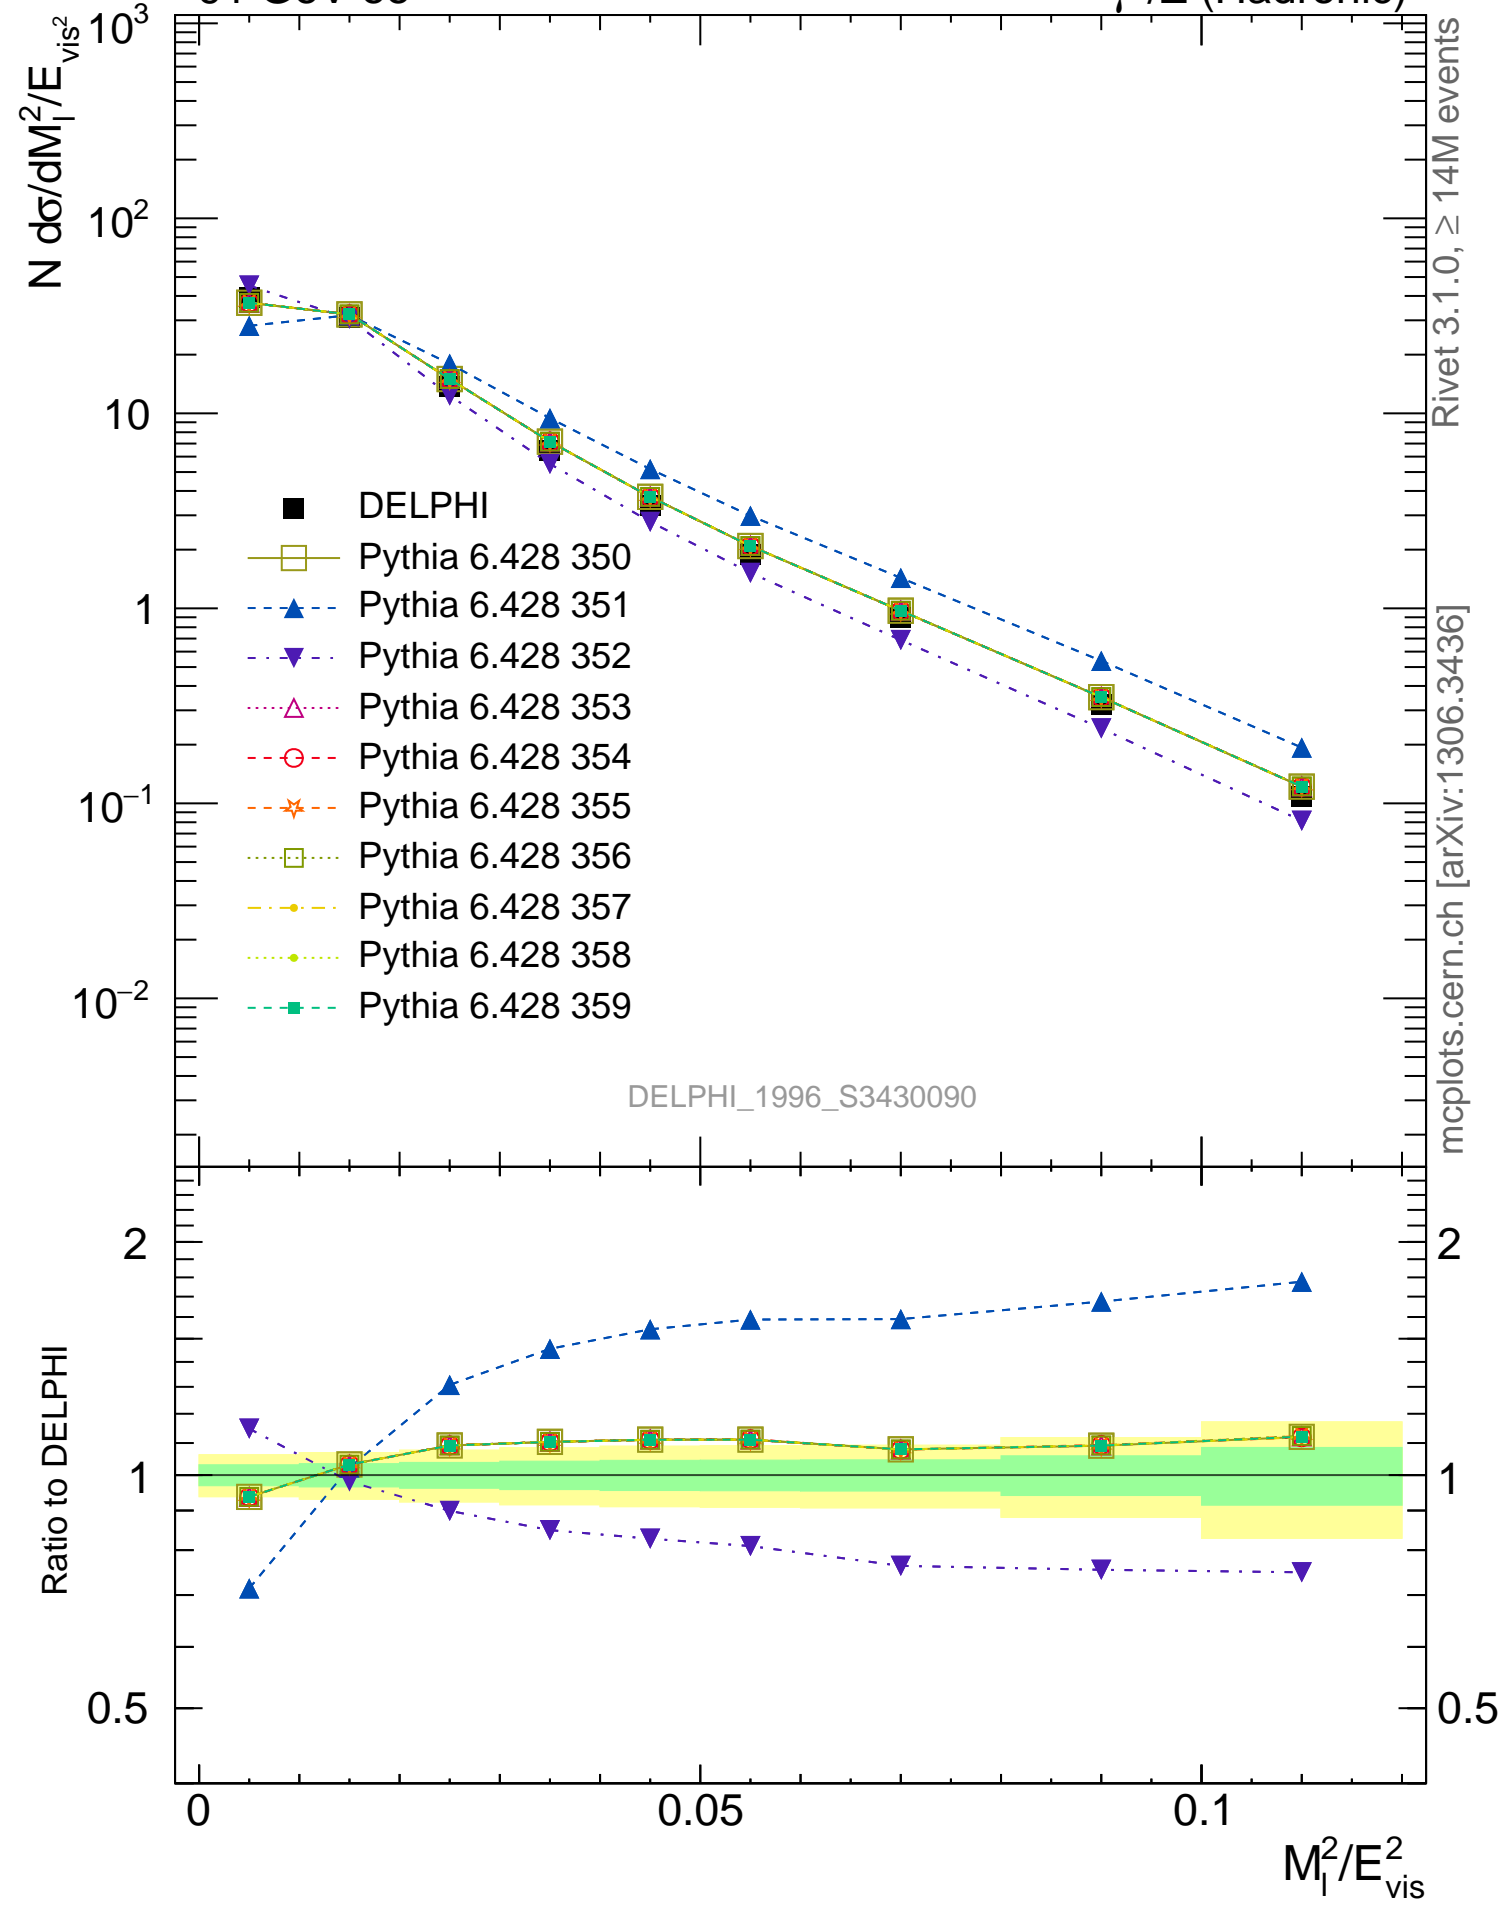 N dσ/dM_l^2/E_vis^2
10^3
10^2
10
1
10^−1
10^−2
DELPHI
Pythia 6.428 350
Pythia 6.428 351
Pythia 6.428 352
Pythia 6.428 353
Pythia 6.428 354
Pythia 6.428 355
Pythia 6.428 356
Pythia 6.428 357
Pythia 6.428 358
Pythia 6.428 359
DELPHI_1996_S3430090
Rivet 3.1.0, ≥ 14M events
mcplots.cern.ch [arXiv:1306.3436]
Ratio to DELPHI
2
1
0.5
2
1
0.5
0
0.05
0.1
M_l^2/E_vis^2